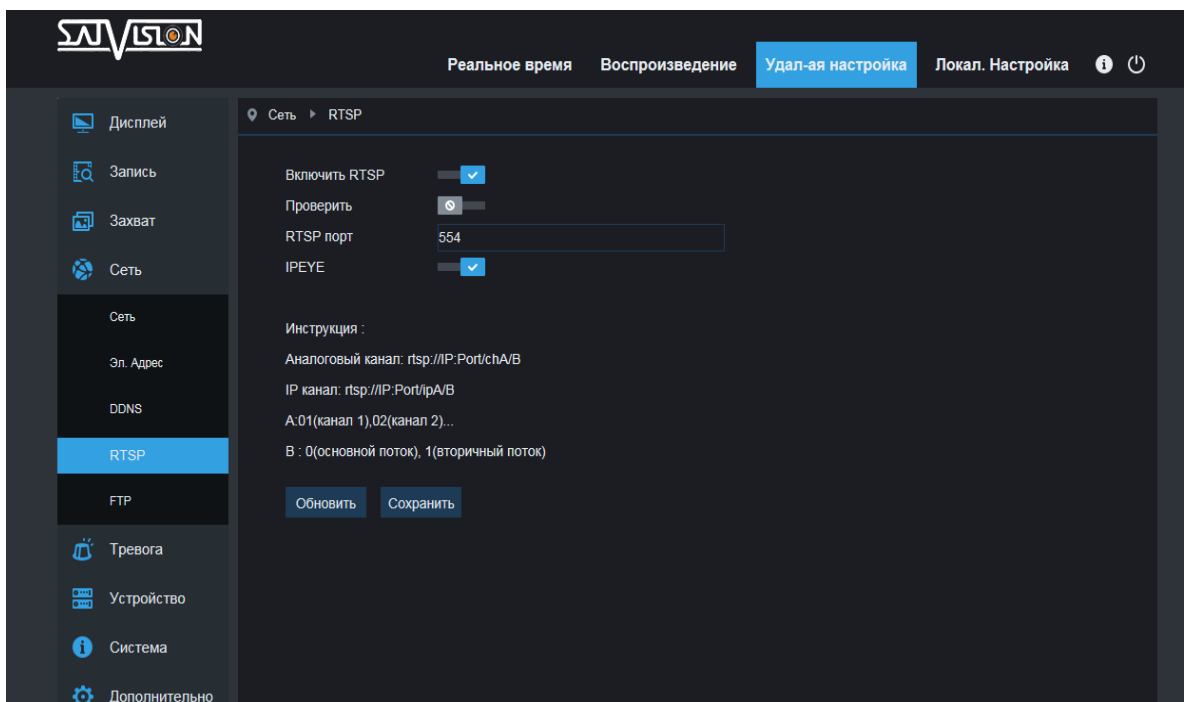 SATVISION
Реальное время Воспроизведение Удал-ая настройка Локал. Настройка
Дисплей
Запись
Захват
Сеть
Сеть
Эл. Адрес
DDNS
RTSP
FTP
Тревога
Устройство
Система
Дополнительно
Сеть RTSP
Включить RTSP
Проверить
RTSP порт 554
IPEYE
Инструкция :
Аналоговый канал: rtsp://IP:Port/chA/B
IP канал: rtsp://IP:Port/ipA/B
A:01(канал 1),02(канал 2)...
B : 0(основной поток), 1(вторичный поток)
Обновить Сохранить